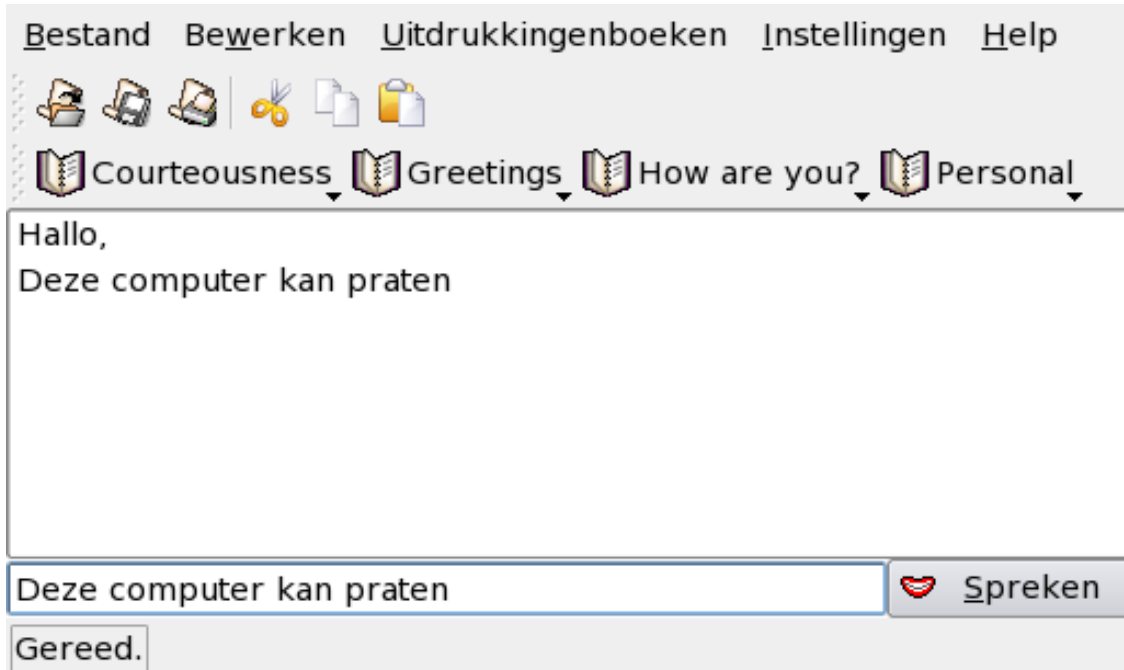 Bestand Bewerken Uitdrukkingenboeken Instellingen Help
Courteousness Greetings How are you? Personal
Hallo,
Deze computer kan praten
Deze computer kan praten Spreken
Gereed.